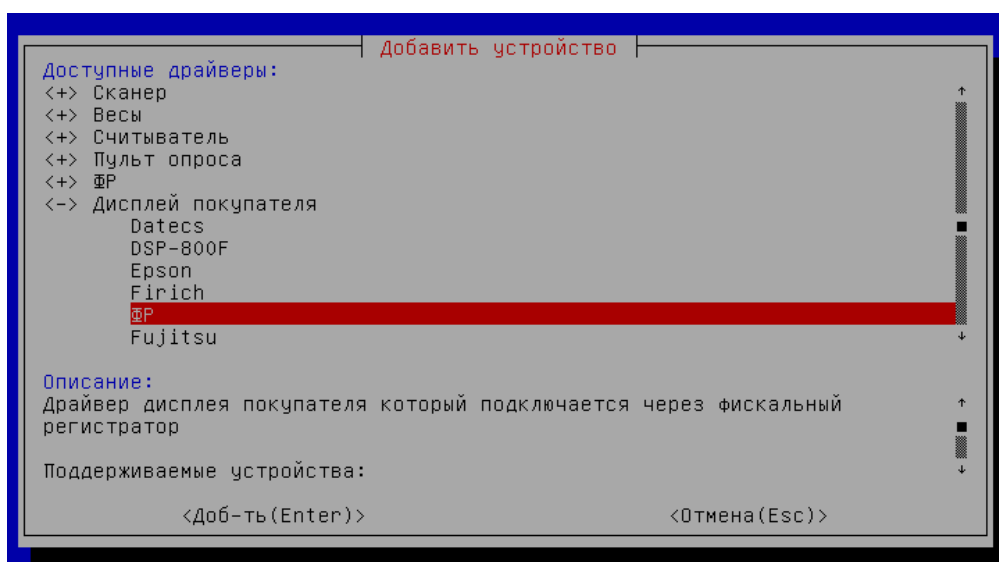 Добавить устройство
Доступные драйверы:
<+> Сканер
<+> Весы
<+> Считыватель
<+> Пульт опроса
<+> ФР
<-> Дисплей покупателя
Datecs
DSP-800F
Epson
Firich
ФР
Fujitsu
Описание:
Драйвер дисплея покупателя который подключается через фискальный
регистратор
Поддерживаемые устройства:
<Доб-ть(Enter)> <Отмена(Esc)>